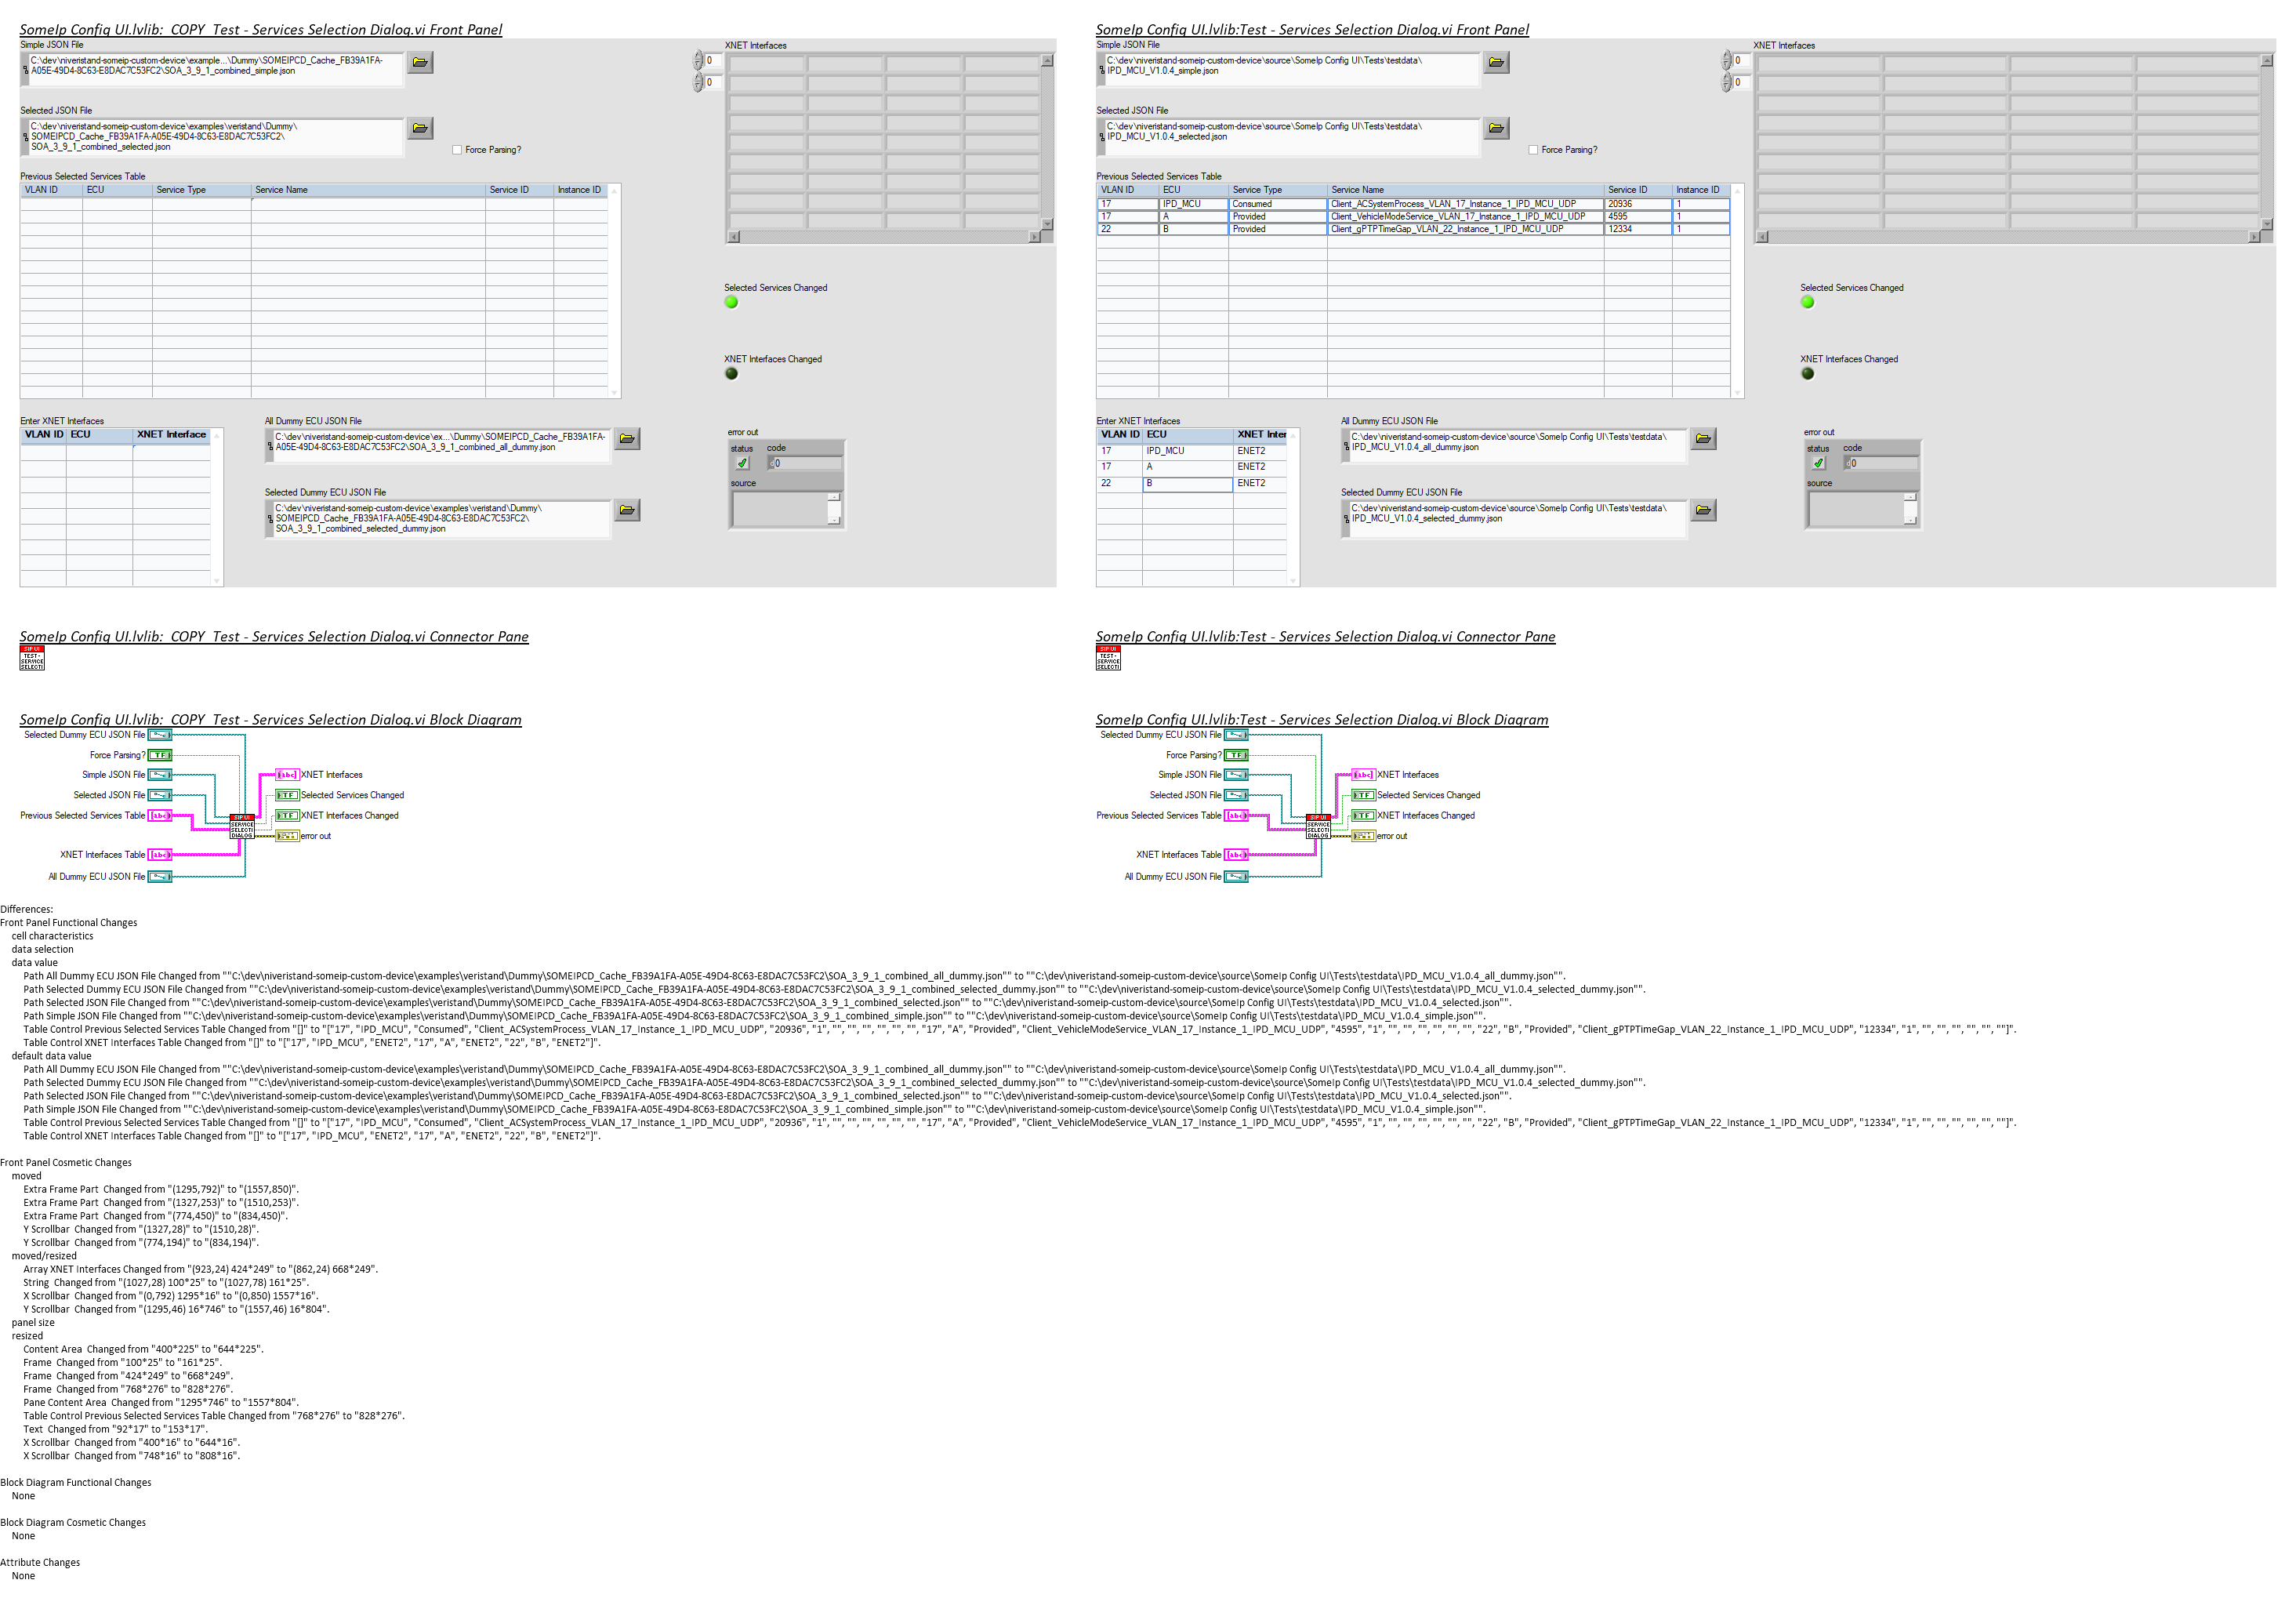 SomeIp Config UI.lvlib:_COPY_Test - Services Selection Dialog.vi Front Panel
Simple JSON File
C:\dev\niveristand-someip-custom-device\example...\Dummy\SOMEIPCD_Cache_FB39A1FA-
A05E-49D4-8C63-E8DAC7C53FC2\SOA_3_9_1_combined_simple.json
Selected JSON File
C:\dev\niveristand-someip-custom-device\examples\veristand\Dummy\
SOMEIPCD_Cache_FB39A1FA-A05E-49D4-8C63-E8DAC7C53FC2\
SOA_3_9_1_combined_selected.json
Force Parsing?
Previous Selected Services Table
VLAN ID ECU Service Type Service Name Service ID Instance ID
XNET Interfaces
0
0
Selected Services Changed
XNET Interfaces Changed
Enter XNET Interfaces
VLAN ID ECU XNET Interface
All Dummy ECU JSON File
C:\dev\niveristand-someip-custom-device\ex...\Dummy\SOMEIPCD_Cache_FB39A1FA-
A05E-49D4-8C63-E8DAC7C53FC2\SOA_3_9_1_combined_all_dummy.json
Selected Dummy ECU JSON File
C:\dev\niveristand-someip-custom-device\examples\veristand\Dummy\
SOMEIPCD_Cache_FB39A1FA-A05E-49D4-8C63-E8DAC7C53FC2\
SOA_3_9_1_combined_selected_dummy.json
error out
status code
0
source
SomeIp Config UI.lvlib:Test - Services Selection Dialog.vi Front Panel
Simple JSON File
C:\dev\niveristand-someip-custom-device\source\SomeIp Config UI\Tests\testdata\
IPD_MCU_V1.0.4_simple.json
Selected JSON File
C:\dev\niveristand-someip-custom-device\source\SomeIp Config UI\Tests\testdata\
IPD_MCU_V1.0.4_selected.json
Force Parsing?
Previous Selected Services Table
VLAN ID ECU Service Type Service Name Service ID Instance ID
17 IPD_MCU Consumed Client_ACSystemProcess_VLAN_17_Instance_1_IPD_MCU_UDP 20936 1
17 A Provided Client_VehicleModeService_VLAN_17_Instance_1_IPD_MCU_UDP 4595 1
22 B Provided Client_gPTPTimeGap_VLAN_22_Instance_1_IPD_MCU_UDP 12334 1
XNET Interfaces
0
0
Selected Services Changed
XNET Interfaces Changed
Enter XNET Interfaces
VLAN ID ECU XNET Inter
17 IPD_MCU ENET2
17 A ENET2
22 B ENET2
All Dummy ECU JSON File
C:\dev\niveristand-someip-custom-device\source\SomeIp Config UI\Tests\testdata\
IPD_MCU_V1.0.4_all_dummy.json
Selected Dummy ECU JSON File
C:\dev\niveristand-someip-custom-device\source\SomeIp Config UI\Tests\testdata\
IPD_MCU_V1.0.4_selected_dummy.json
error out
status code
0
source
SomeIp Config UI.lvlib:_COPY_Test - Services Selection Dialog.vi Connector Pane
SIP UI
TEST -
SERVICE
SELECTI
SomeIp Config UI.lvlib:Test - Services Selection Dialog.vi Connector Pane
SIP UI
TEST -
SERVICE
SELECTI
SomeIp Config UI.lvlib:_COPY_Test - Services Selection Dialog.vi Block Diagram
Selected Dummy ECU JSON File
Force Parsing? TF
Simple JSON File
Selected JSON File
Previous Selected Services Table abc
XNET Interfaces Table abc
All Dummy ECU JSON File
SIP UI
SERVICE
SELECTI
DIALOG
abc XNET Interfaces
TF Selected Services Changed
TF XNET Interfaces Changed
error out
SomeIp Config UI.lvlib:Test - Services Selection Dialog.vi Block Diagram
Selected Dummy ECU JSON File
Force Parsing? TF
Simple JSON File
Selected JSON File
Previous Selected Services Table abc
XNET Interfaces Table abc
All Dummy ECU JSON File
SIP UI
SERVICE
SELECTI
DIALOG
abc XNET Interfaces
TF Selected Services Changed
TF XNET Interfaces Changed
error out
Differences:
Front Panel Functional Changes
cell characteristics
data selection
data value
Path All Dummy ECU JSON File Changed from ""C:\dev\niveristand-someip-custom-device\examples\veristand\Dummy\SOMEIPCD_Cache_FB39A1FA-A05E-49D4-8C63-E8DAC7C53FC2\SOA_3_9_1_combined_all_dummy.json"" to ""C:\dev\niveristand-someip-custom-device\source\SomeIp Config UI\Tests\testdata\IPD_MCU_V1.0.4_all_dummy.json"".
Path Selected Dummy ECU JSON File Changed from ""C:\dev\niveristand-someip-custom-device\examples\veristand\Dummy\SOMEIPCD_Cache_FB39A1FA-A05E-49D4-8C63-E8DAC7C53FC2\SOA_3_9_1_combined_selected_dummy.json"" to ""C:\dev\niveristand-someip-custom-device\source\SomeIp Config UI\Tests\testdata\IPD_MCU_V1.0.4_selected_dummy.json"".
Path Selected JSON File Changed from ""C:\dev\niveristand-someip-custom-device\examples\veristand\Dummy\SOMEIPCD_Cache_FB39A1FA-A05E-49D4-8C63-E8DAC7C53FC2\SOA_3_9_1_combined_selected.json"" to ""C:\dev\niveristand-someip-custom-device\source\SomeIp Config UI\Tests\testdata\IPD_MCU_V1.0.4_selected.json"".
Path Simple JSON File Changed from ""C:\dev\niveristand-someip-custom-device\examples\veristand\Dummy\SOMEIPCD_Cache_FB39A1FA-A05E-49D4-8C63-E8DAC7C53FC2\SOA_3_9_1_combined_simple.json"" to ""C:\dev\niveristand-someip-custom-device\source\SomeIp Config UI\Tests\testdata\IPD_MCU_V1.0.4_simple.json"".
Table Control Previous Selected Services Table Changed from "[]" to "["17", "IPD_MCU", "Consumed", "Client_ACSystemProcess_VLAN_17_Instance_1_IPD_MCU_UDP", "20936", "1", "", "", "", "", "", "", "17", "A", "Provided", "Client_VehicleModeService_VLAN_17_Instance_1_IPD_MCU_UDP", "4595", "1", "", "", "", "", "", "", "22", "B", "Provided", "Client_gPTPTimeGap_VLAN_22_Instance_1_IPD_MCU_UDP", "12334", "1", "", "", "", "", "", ""]".
Table Control XNET Interfaces Table Changed from "[]" to "["17", "IPD_MCU", "ENET2", "17", "A", "ENET2", "22", "B", "ENET2"]".
default data value
Path All Dummy ECU JSON File Changed from ""C:\dev\niveristand-someip-custom-device\examples\veristand\Dummy\SOMEIPCD_Cache_FB39A1FA-A05E-49D4-8C63-E8DAC7C53FC2\SOA_3_9_1_combined_all_dummy.json"" to ""C:\dev\niveristand-someip-custom-device\source\SomeIp Config UI\Tests\testdata\IPD_MCU_V1.0.4_all_dummy.json"".
Path Selected Dummy ECU JSON File Changed from ""C:\dev\niveristand-someip-custom-device\examples\veristand\Dummy\SOMEIPCD_Cache_FB39A1FA-A05E-49D4-8C63-E8DAC7C53FC2\SOA_3_9_1_combined_selected_dummy.json"" to ""C:\dev\niveristand-someip-custom-device\source\SomeIp Config UI\Tests\testdata\IPD_MCU_V1.0.4_selected_dummy.json"".
Path Selected JSON File Changed from ""C:\dev\niveristand-someip-custom-device\examples\veristand\Dummy\SOMEIPCD_Cache_FB39A1FA-A05E-49D4-8C63-E8DAC7C53FC2\SOA_3_9_1_combined_selected.json"" to ""C:\dev\niveristand-someip-custom-device\source\SomeIp Config UI\Tests\testdata\IPD_MCU_V1.0.4_selected.json"".
Path Simple JSON File Changed from ""C:\dev\niveristand-someip-custom-device\examples\veristand\Dummy\SOMEIPCD_Cache_FB39A1FA-A05E-49D4-8C63-E8DAC7C53FC2\SOA_3_9_1_combined_simple.json"" to ""C:\dev\niveristand-someip-custom-device\source\SomeIp Config UI\Tests\testdata\IPD_MCU_V1.0.4_simple.json"".
Table Control Previous Selected Services Table Changed from "[]" to "["17", "IPD_MCU", "Consumed", "Client_ACSystemProcess_VLAN_17_Instance_1_IPD_MCU_UDP", "20936", "1", "", "", "", "", "", "", "17", "A", "Provided", "Client_VehicleModeService_VLAN_17_Instance_1_IPD_MCU_UDP", "4595", "1", "", "", "", "", "", "", "22", "B", "Provided", "Client_gPTPTimeGap_VLAN_22_Instance_1_IPD_MCU_UDP", "12334", "1", "", "", "", "", "", ""]".
Table Control XNET Interfaces Table Changed from "[]" to "["17", "IPD_MCU", "ENET2", "17", "A", "ENET2", "22", "B", "ENET2"]".
Front Panel Cosmetic Changes
moved
Extra Frame Part  Changed from "(1295,792)" to "(1557,850)".
Extra Frame Part  Changed from "(1327,253)" to "(1510,253)".
Extra Frame Part  Changed from "(774,450)" to "(834,450)".
Y Scrollbar  Changed from "(1327,28)" to "(1510,28)".
Y Scrollbar  Changed from "(774,194)" to "(834,194)".
moved/resized
Array XNET Interfaces Changed from "(923,24) 424*249" to "(862,24) 668*249".
String  Changed from "(1027,28) 100*25" to "(1027,78) 161*25".
X Scrollbar  Changed from "(0,792) 1295*16" to "(0,850) 1557*16".
Y Scrollbar  Changed from "(1295,46) 16*746" to "(1557,46) 16*804".
panel size
resized
Content Area  Changed from "400*225" to "644*225".
Frame  Changed from "100*25" to "161*25".
Frame  Changed from "424*249" to "668*249".
Frame  Changed from "768*276" to "828*276".
Pane Content Area  Changed from "1295*746" to "1557*804".
Table Control Previous Selected Services Table Changed from "768*276" to "828*276".
Text  Changed from "92*17" to "153*17".
X Scrollbar  Changed from "400*16" to "644*16".
X Scrollbar  Changed from "748*16" to "808*16".
Block Diagram Functional Changes
None
Block Diagram Cosmetic Changes
None
Attribute Changes
None